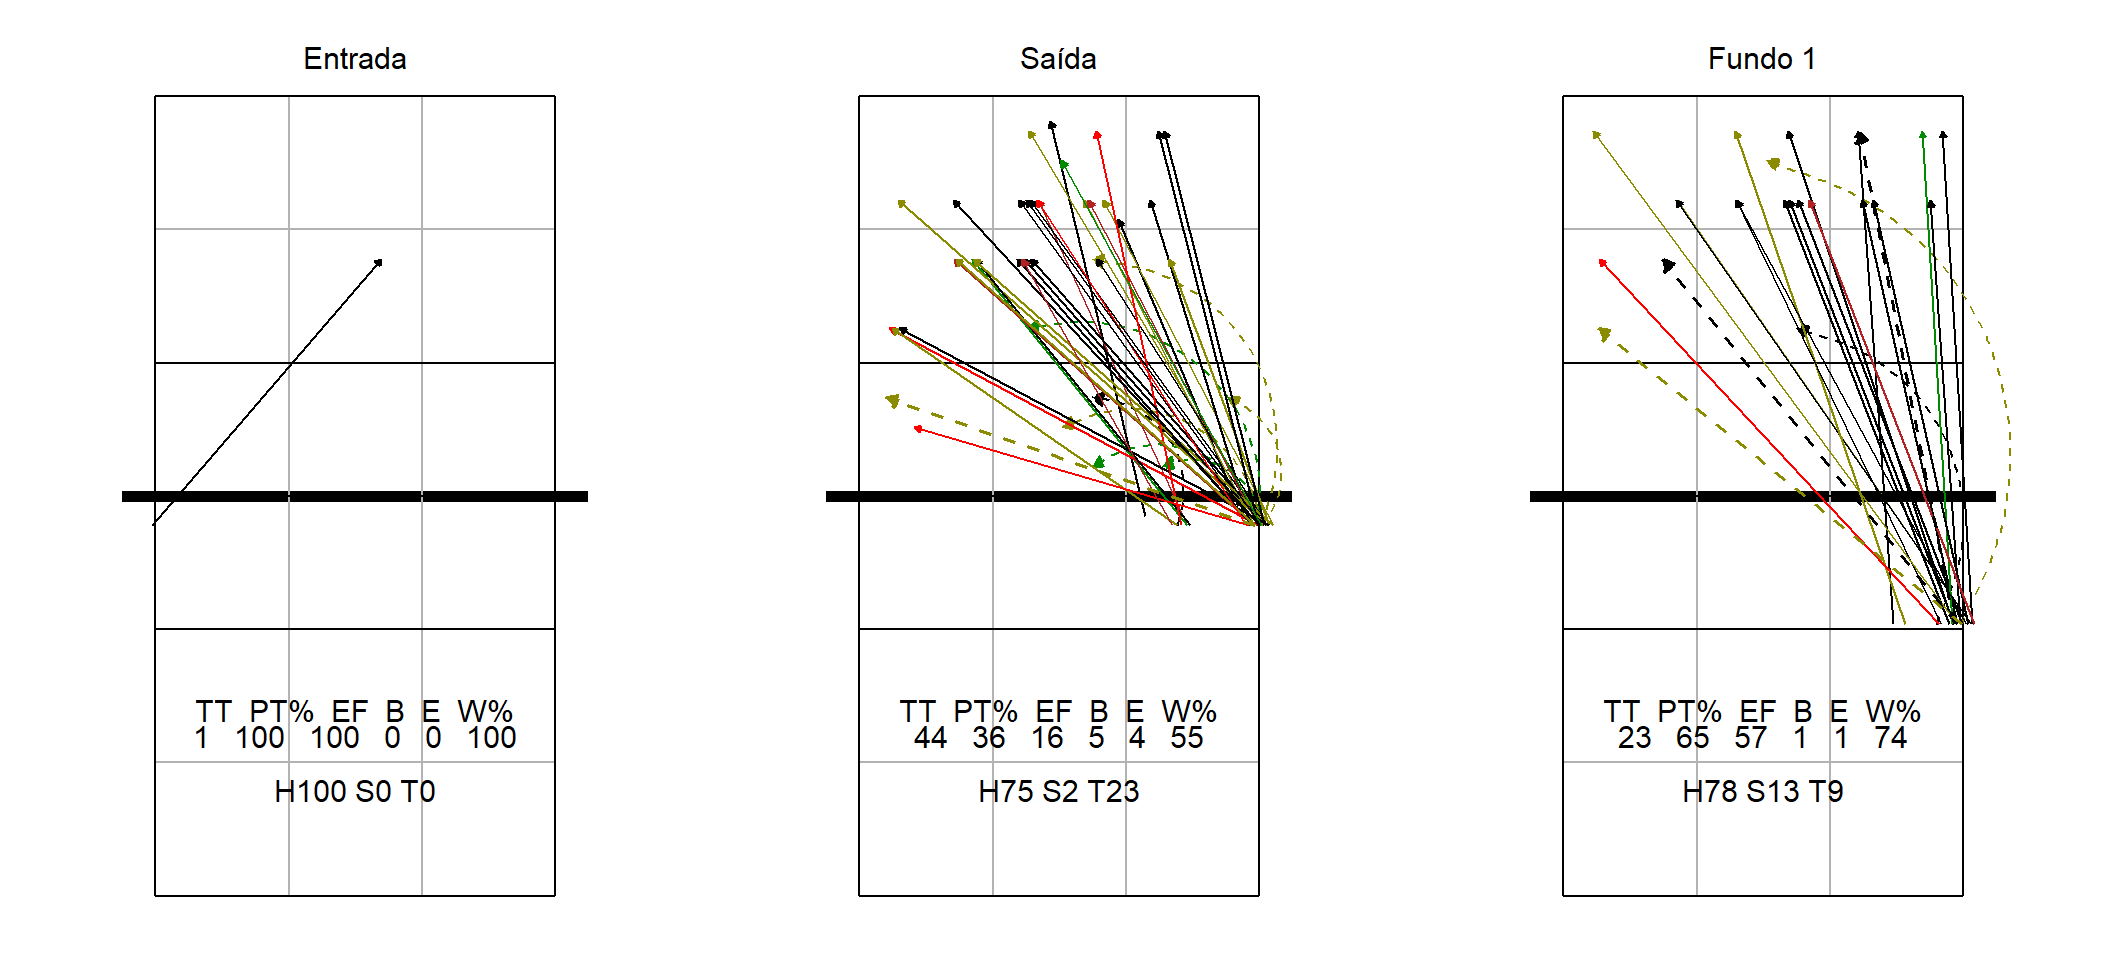 Entrada
TT PT% EF B E W%
1 100 100 0 0 100
H100 S0 T0
Saída
TT PT% EF B E W%
44 36 16 5 4 55
H75 S2 T23
Fundo 1
TT PT% EF B E W%
23 65 57 1 1 74
H78 S13 T9